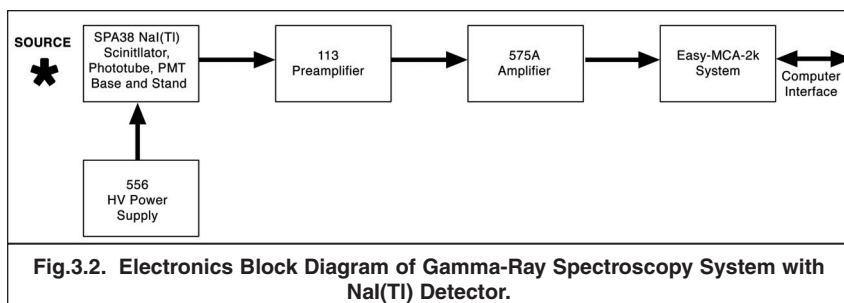 SOURCE
SPA38 NaI(Tl)
Scinitllator,
Phototube, PMT
Base and Stand
113
Preamplifier
575A
Amplifier
Easy-MCA-2k
System
Computer
Interface
556
HV Power
Supply
Fig.3.2. Electronics Block Diagram of Gamma-Ray Spectroscopy System with
NaI(Tl) Detector.